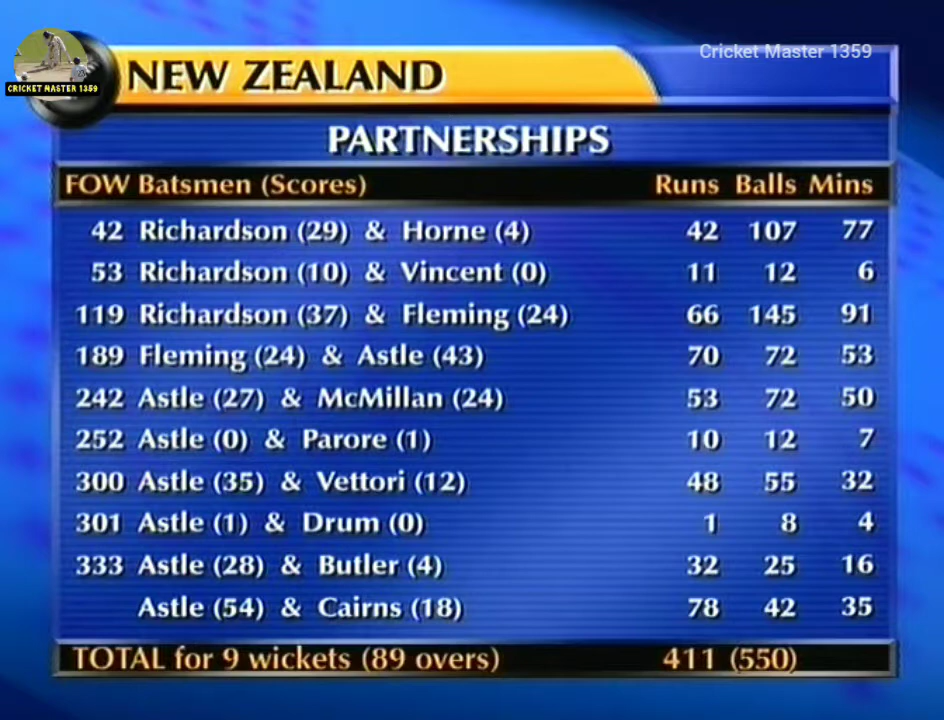 Cricket Master 1359
CRICKET MASTER 1359
NEW ZEALAND
PARTNERSHIPS
FOW Batsmen (Scores) Runs Balls Mins
42 Richardson (29) & Horne (4) 42 107 77
53 Richardson (10) & Vincent (0) 11 12 6
119 Richardson (37) & Fleming (24) 66 145 91
189 Fleming (24) & Astle (43) 70 72 53
242 Astle (27) & McMillan (24) 53 72 50
252 Astle (0) & Parore (1) 10 12 7
300 Astle (35) & Vettori (12) 48 55 32
301 Astle (1) & Drum (0) 1 8 4
333 Astle (28) & Butler (4) 32 25 16
Astle (54) & Cairns (18) 78 42 35
TOTAL for 9 wickets (89 overs) 411 (550)